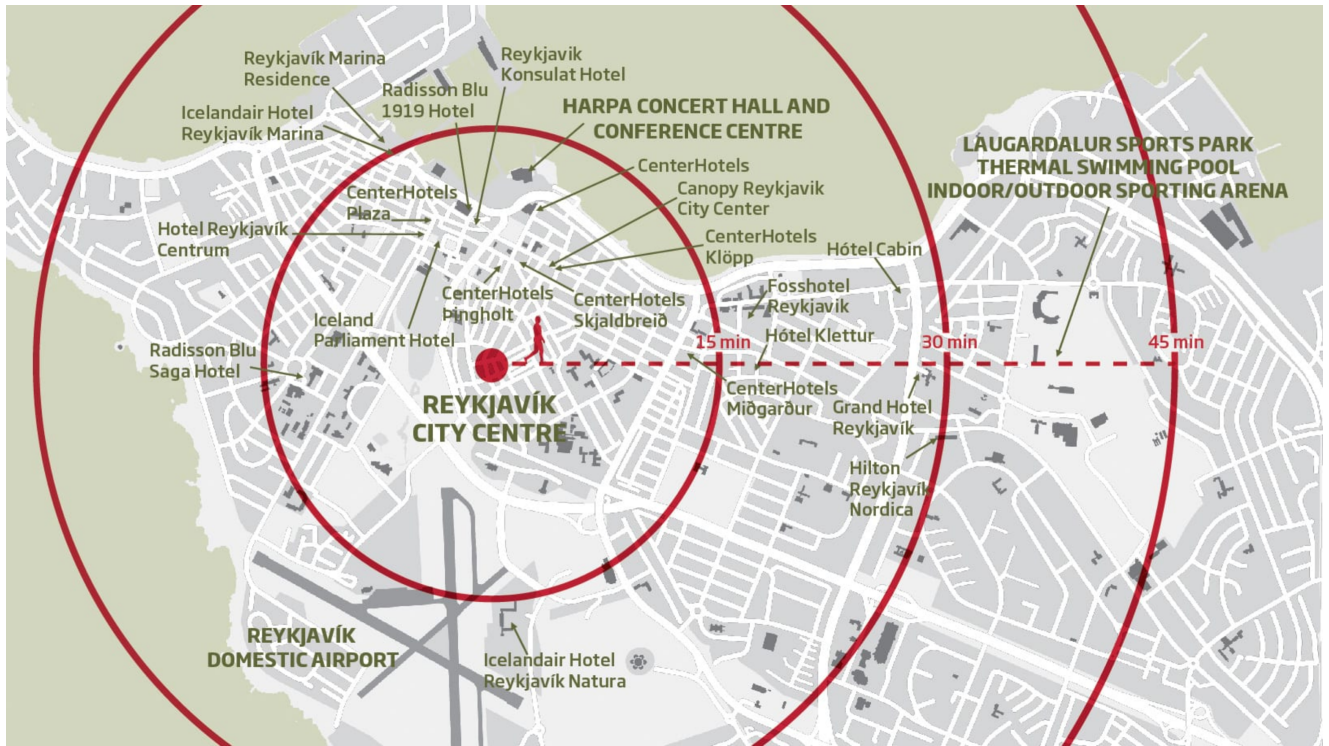 Reykjavík Marina
Residence
Reykjavik
Konsulat Hotel
Radisson Blu
1919 Hotel
Icelandair Hotel
Reykjavík Marina
HARPA CONCERT HALL AND
CONFERENCE CENTRE
LAUGARDALUR SPORTS PARK
THERMAL SWIMMING POOL
INDOOR/OUTDOOR SPORTING ARENA
CenterHotels
Canopy Reykjavik
City Center
CenterHotels
Plaza
Hotel Reykjavík
Centrum
CenterHotels
Klöpp
Hótel Cabin
CenterHotels
Þingholt
CenterHotels
Skjaldbreið
Fosshotel
Reykjavik
Iceland
Parliament Hotel
Hótel Klettur
15 min
30 min
45 min
Radisson Blu
Saga Hotel
CenterHotels
Miðgarður
REYKJAVÍK
CITY CENTRE
Grand Hotel
Reykjavík
Hilton
Reykjavík
Nordica
REYKJAVÍK
DOMESTIC AIRPORT
Icelandair Hotel
Reykjavík Natura